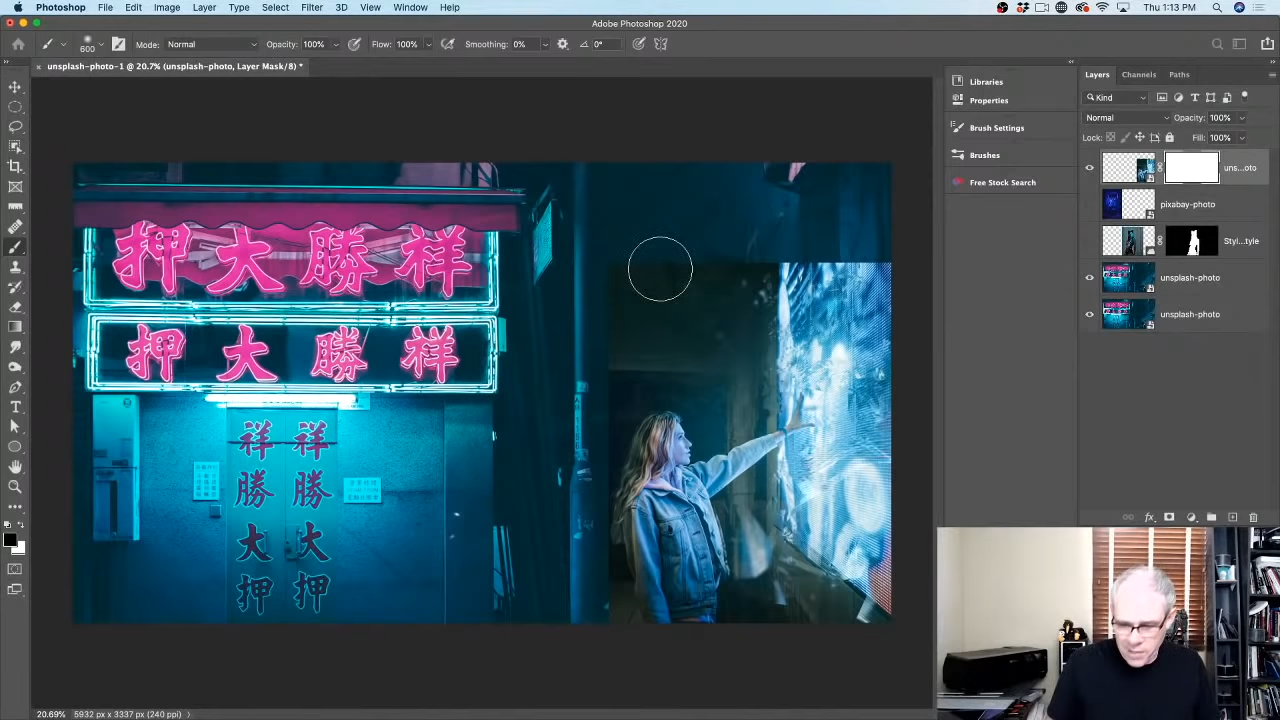 Photoshop File Edit Image Layer Type Select Filter 3D View Window Help
Thu 1:13 PM
Adobe Photoshop 2020
600 Mode: Normal Opacity: 100% Flow: 100% Smoothing: 0% 0°
unsplash-photo-1 @ 20.7% (unsplash-photo, Layer Mask/8) *
Libraries
Properties
Brush Settings
Brushes
Free Stock Search
Layers Channels Paths
Kind
Normal Opacity: 100%
Lock: Fill: 100%
uns...oto
pixabay-photo
Styl...tyle
unsplash-photo
unsplash-photo
fx
押大勝祥
押大勝祥
祥 祥
勝 勝
大 大
押 押
20.69% 5932 px x 3337 px (240 ppi)